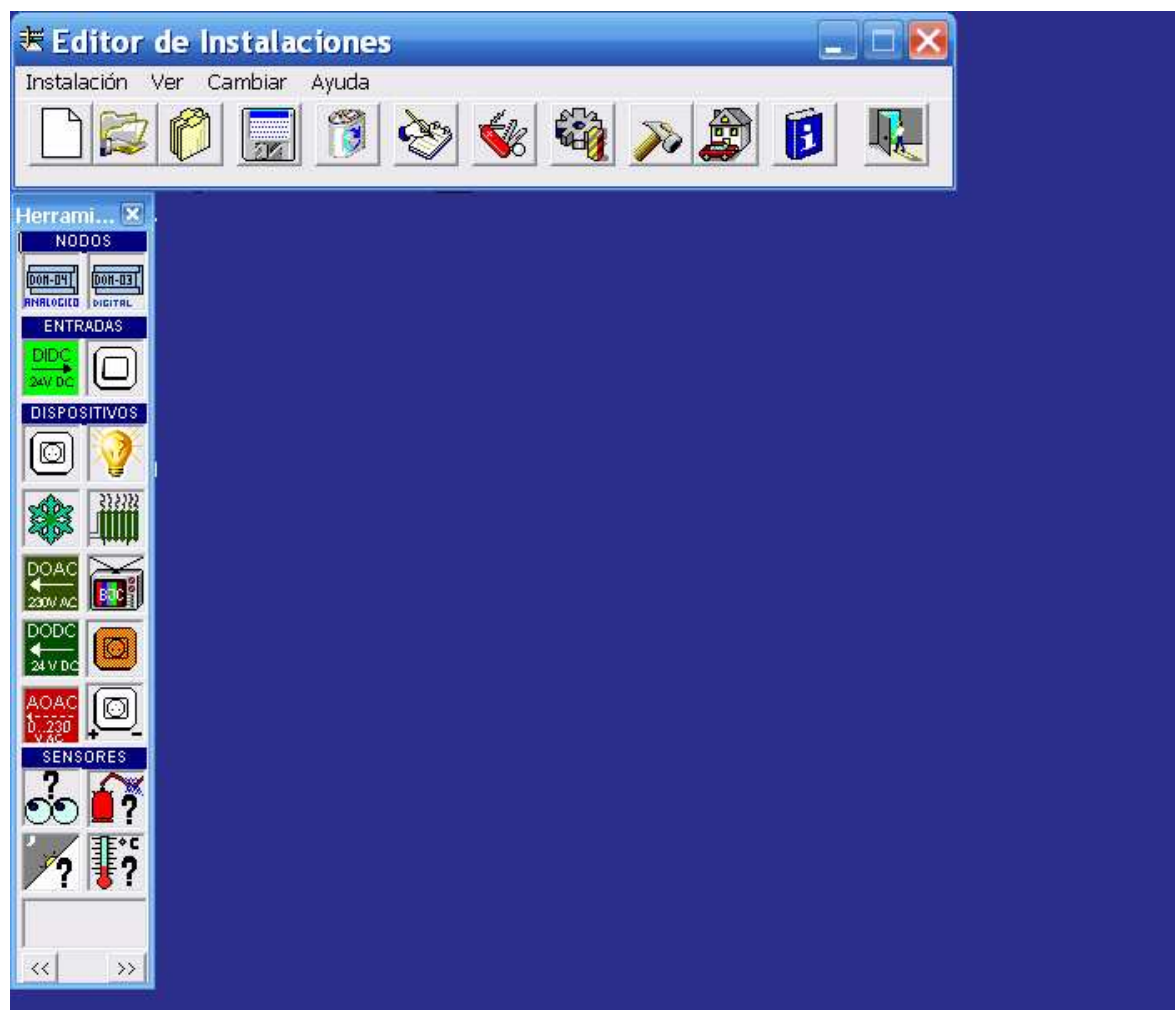 Editor de Instalaciones
Instalación Ver Cambiar Ayuda
Herrami...
NODOS
DOM-04 DOM-03
ANALOGICO DIGITAL
ENTRADAS
DIDC
24V DC
DISPOSITIVOS
DOAC
230V AC
DODC
24 V DC
AOAC
0..230
V AC
SENSORES
? ?
°C
? ?
<< >>